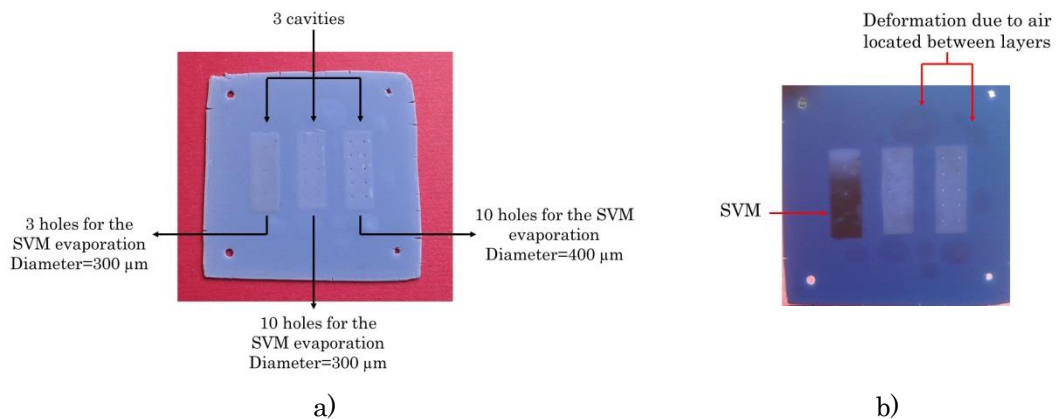 3 cavities
3 holes for the
SVM evaporation
Diameter=300 µm
10 holes for the SVM
evaporation
Diameter=400 µm
10 holes for the
SVM evaporation
Diameter=300 µm
a)
Deformation due to air
located between layers
SVM
b)